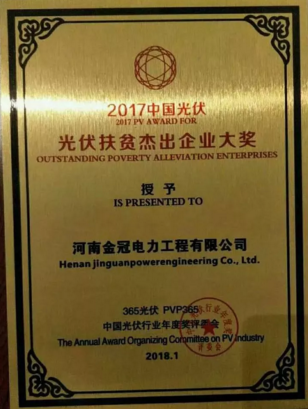 2017中国光伏
2017 PV AWARD FOR
光伏扶贫杰出企业大奖
OUTSTANDING POVERTY ALLEVIATION ENTERPRISES
授予
IS PRESENTED TO
河南金冠电力工程有限公司
Henan jinguanpowerengineering Co., Ltd.
365光伏 PVP365
中国光伏行业年度奖评委会
The Annual Award Organizing Committee on PV Industry
2018.1